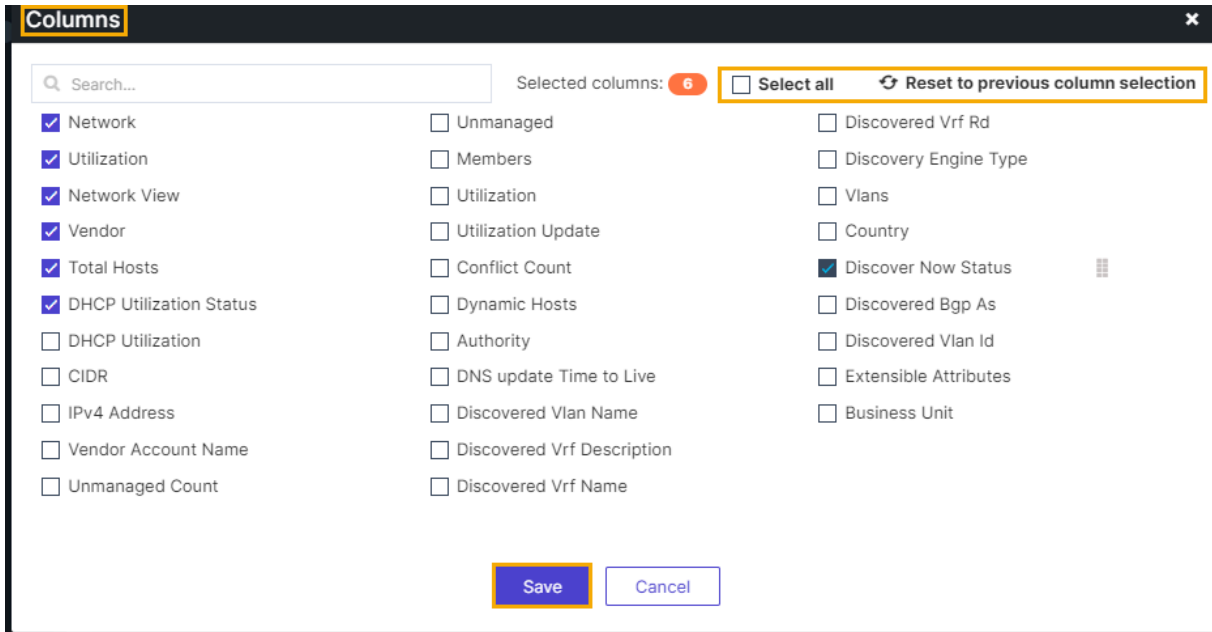 Columns
Search...
Selected columns: 6
Select all
Reset to previous column selection
Network
Utilization
Network View
Vendor
Total Hosts
DHCP Utilization Status
DHCP Utilization
CIDR
IPv4 Address
Vendor Account Name
Unmanaged Count
Unmanaged
Members
Utilization
Utilization Update
Conflict Count
Dynamic Hosts
Authority
DNS update Time to Live
Discovered Vlan Name
Discovered Vrf Description
Discovered Vrf Name
Discovered Vrf Rd
Discovery Engine Type
Vlans
Country
Discover Now Status
Discovered Bgp As
Discovered Vlan Id
Extensible Attributes
Business Unit
Save
Cancel